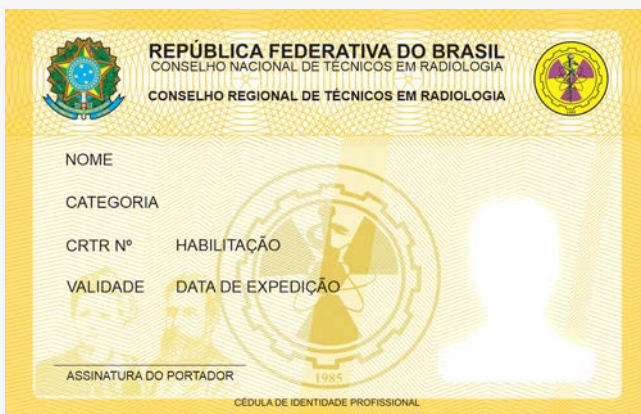 REPÚBLICA FEDERATIVA DO BRASIL
CONSELHO NACIONAL DE TÉCNICOS EM RADIOLOGIA
CONSELHO REGIONAL DE TÉCNICOS EM RADIOLOGIA
NOME
CATEGORIA
CRTR Nº HABILITAÇÃO
VALIDADE DATA DE EXPEDIÇÃO
ASSINATURA DO PORTADOR
1985
CÉDULA DE IDENTIDADE PROFISSIONAL